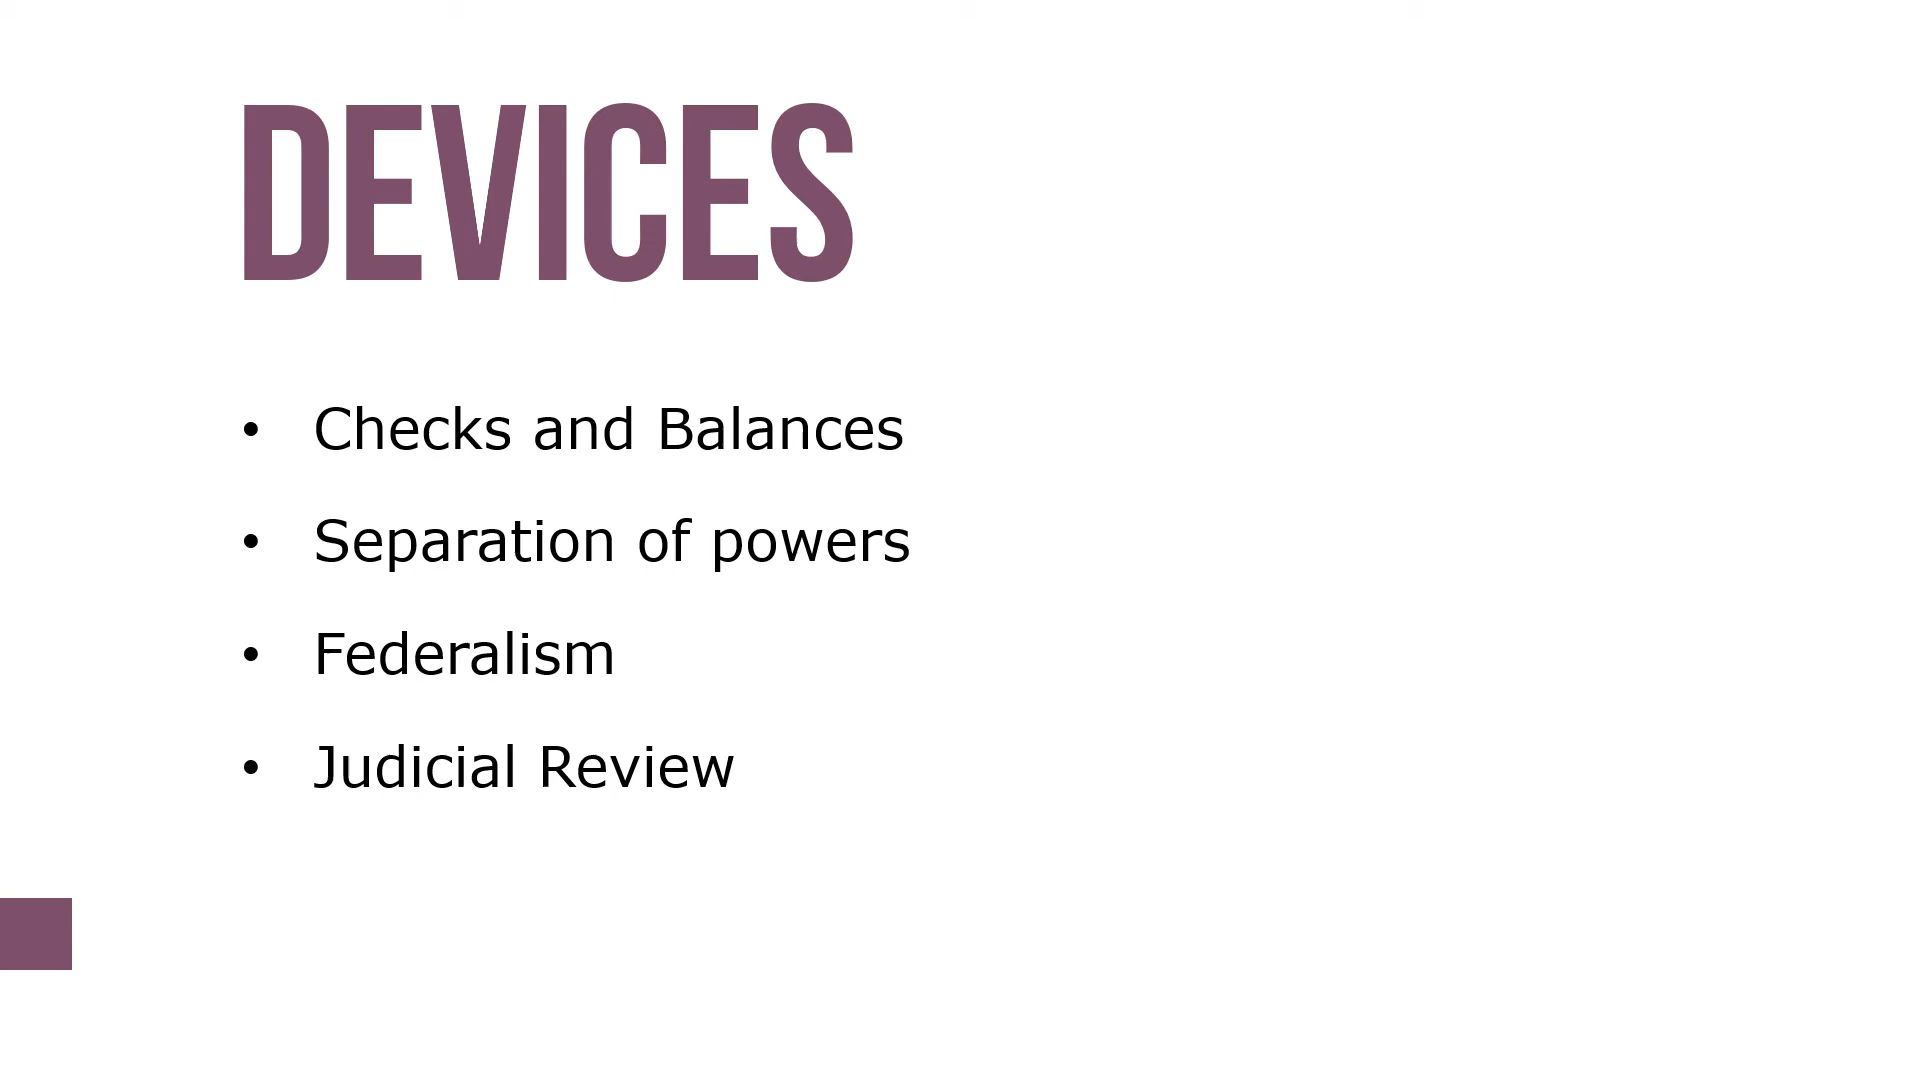 DEVICES
• Checks and Balances
• Separation of powers
• Federalism
• Judicial Review